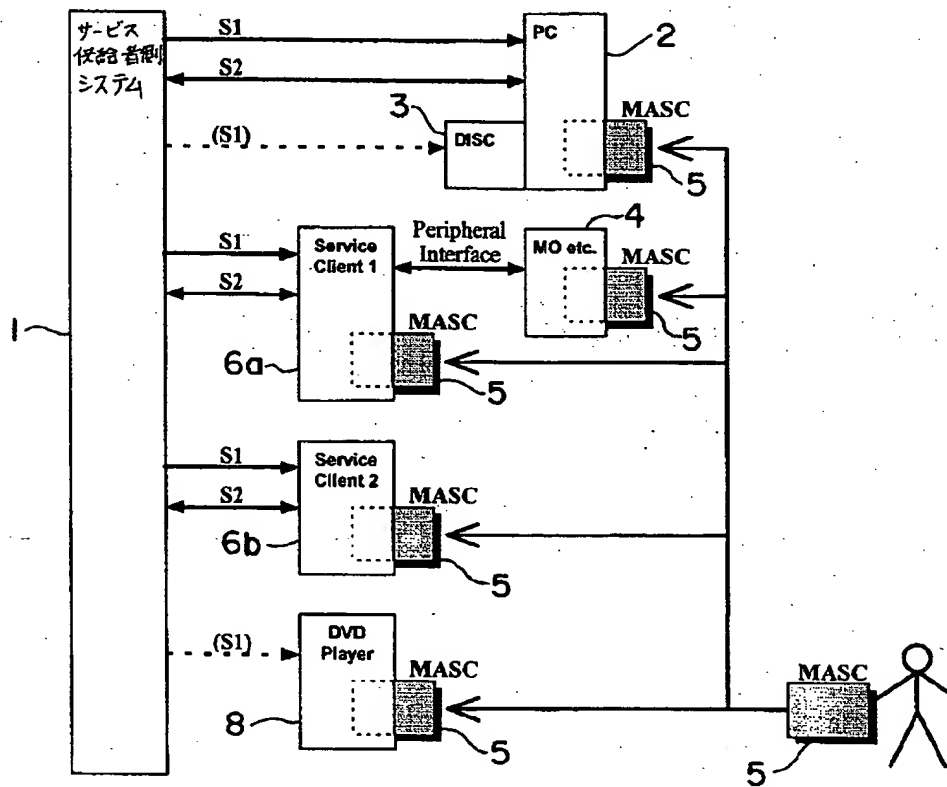 サービス
供給者側
システム
S1
S2
(S1)
PC
2
3
DISC
MASC
5
S1
S2
Service
Client 1
Peripheral
Interface
4
MO etc.
MASC
5
MASC
6a
5
1
S1
S2
Service
Client 2
MASC
6b
5
(S1)
DVD
Player
MASC
8
5
MASC
5